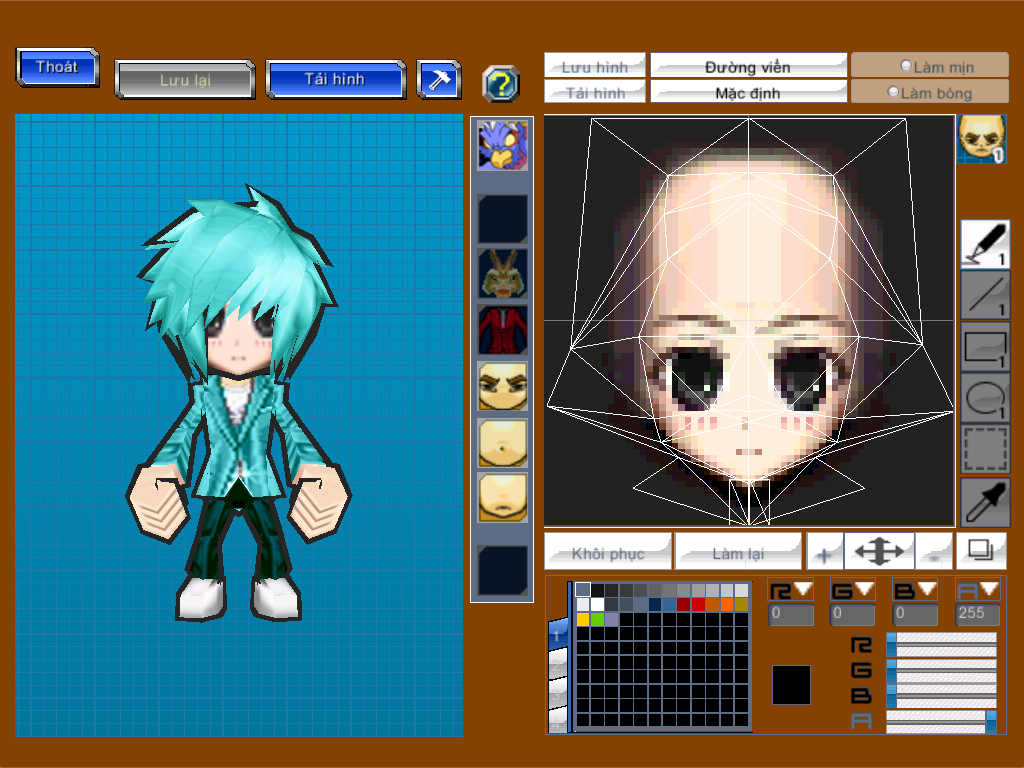 Thoát
Lưu lại
Tải hình
?
Lưu hình
Đường viền
Làm mịn
Tải hình
Mặc định
Làm bóng
1
1
1
1
1
Khôi phục
Làm lại
+
-
R G B A
0 0 0 255
1
R
G
B
A